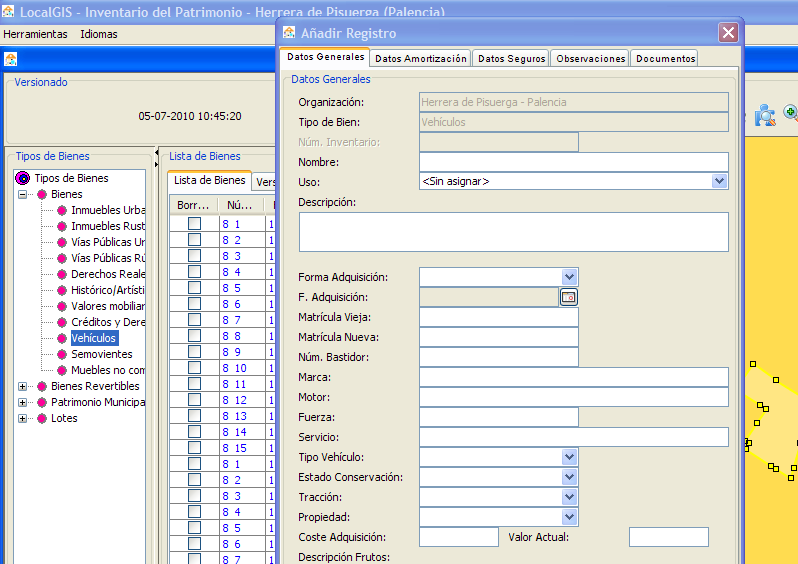 LocalGIS - Inventario del Patrimonio - Herrera de Pisuerga (Palencia)
Herramientas Idiomas
Versionado
05-07-2010 10:45:20
Tipos de Bienes
Tipos de Bienes
Bienes
Inmuebles Urba
Inmuebles Rust
Vías Públicas Ur
Vías Públicas Rú
Derechos Reale
Histórico/Artísti
Valores mobiliar
Créditos y Dere
Vehículos
Semovientes
Muebles no com
Bienes Revertibles
Patrimonio Municipa
Lotes
Lista de Bienes
Lista de Bienes Vers
Borr... Nú...
8 1 1
8 2 1
8 3 1
8 4 1
8 5 1
8 6 1
8 7 1
8 8 1
8 9 1
8 10 1
8 11 1
8 12 1
8 13 1
8 14 1
8 15 1
8 1 1
8 2 1
8 3 1
8 4 1
8 5 1
8 6 1
8 7 1
Añadir Registro
Datos Generales Datos Amortización Datos Seguros Observaciones Documentos
Datos Generales
Organización: Herrera de Pisuerga - Palencia
Tipo de Bien: Vehículos
Núm. Inventario:
Nombre:
Uso: <Sin asignar>
Descripción:
Forma Adquisición:
F. Adquisición:
Matrícula Vieja:
Matrícula Nueva:
Núm. Bastidor:
Marca:
Motor:
Fuerza:
Servicio:
Tipo Vehículo:
Estado Conservación:
Tracción:
Propiedad:
Coste Adquisición: Valor Actual:
Descripción Frutos: